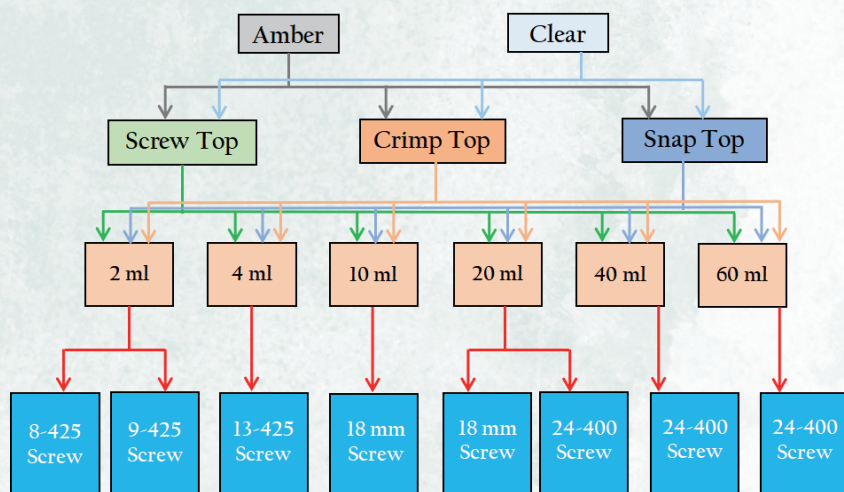 Amber
Clear
Screw Top
Crimp Top
Snap Top
2 ml
4 ml
10 ml
20 ml
40 ml
60 ml
8-425
Screw
9-425
Screw
13-425
Screw
18 mm
Screw
18 mm
Screw
24-400
Screw
24-400
Screw
24-400
Screw